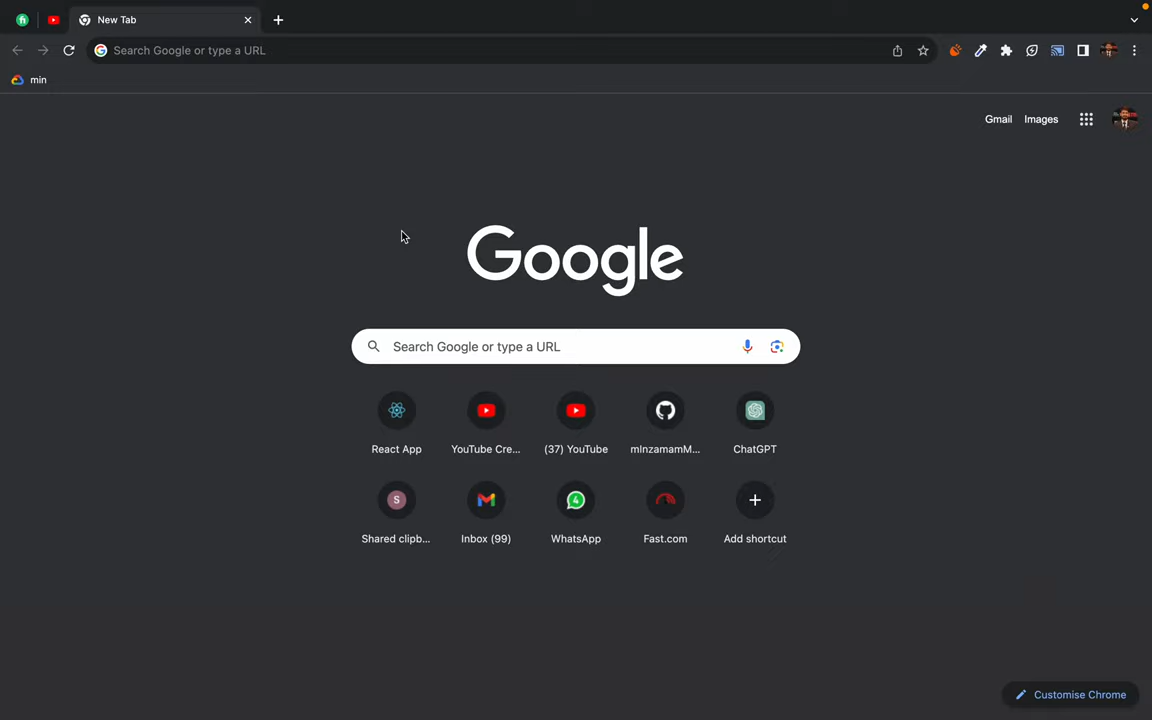 New Tab
Search Google or type a URL
min
Gmail Images
Google
Search Google or type a URL
React App YouTube Cre... (37) YouTube mInzamamM... ChatGPT
S
4
Shared clipb... Inbox (99) WhatsApp Fast.com Add shortcut
Customise Chrome